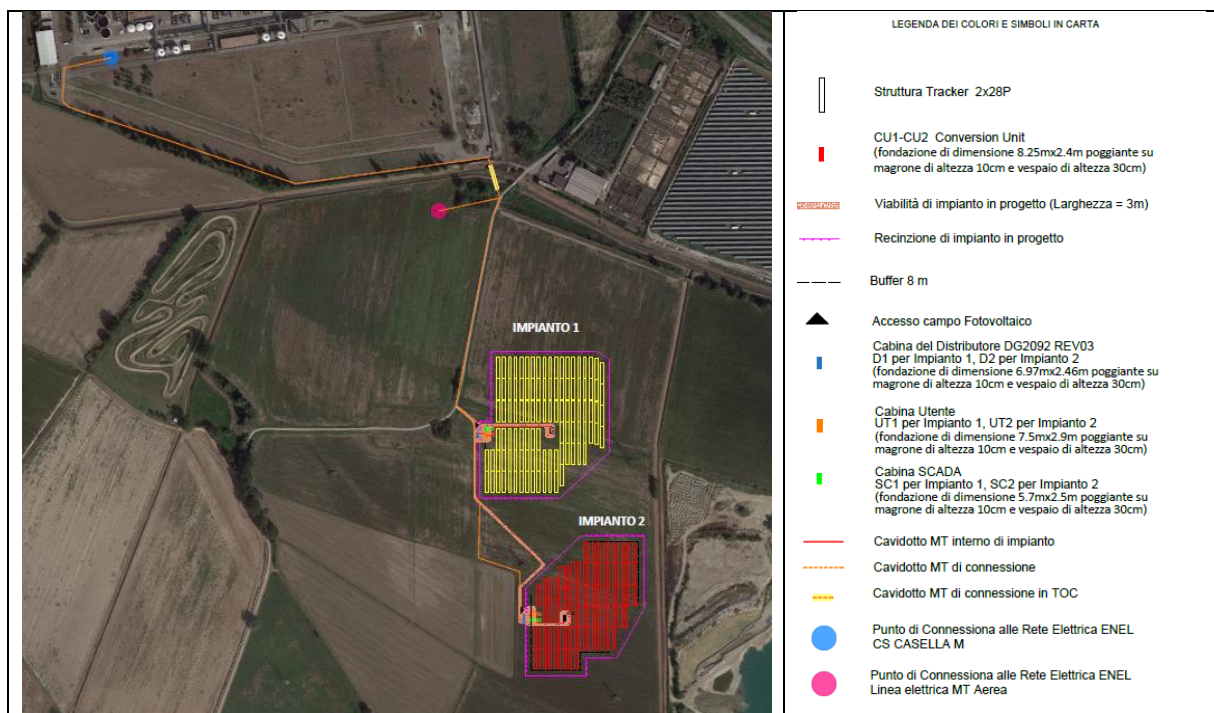 IMPIANTO 1
IMPIANTO 2
LEGENDA DEI COLORI E SIMBOLI IN CARTA
Struttura Tracker 2x28P
CU1-CU2 Conversion Unit
(fondazione di dimensione 8.25mx2.4m poggiante su
magrone di altezza 10cm e vespaio di altezza 30cm)
Viabilità di impianto in progetto (Larghezza = 3m)
Recinzione di impianto in progetto
Buffer 8 m
Accesso campo Fotovoltaico
Cabina del Distributore DG2092 REV03
D1 per Impianto 1, D2 per Impianto 2
(fondazione di dimensione 6.97mx2.46m poggiante su
magrone di altezza 10cm e vespaio di altezza 30cm)
Cabina Utente
UT1 per Impianto 1, UT2 per Impianto 2
(fondazione di dimensione 7.5mx2.9m poggiante su
magrone di altezza 10cm e vespaio di altezza 30cm)
Cabina SCADA
SC1 per Impianto 1, SC2 per Impianto 2
(fondazione di dimensione 5.7mx2.5m poggiante su
magrone di altezza 10cm e vespaio di altezza 30cm)
Cavidotto MT interno di impianto
Cavidotto MT di connessione
Cavidotto MT di connessione in TOC
Punto di Connessiona alle Rete Elettrica ENEL
CS CASELLA M
Punto di Connessiona alle Rete Elettrica ENEL
Linea elettrica MT Aerea